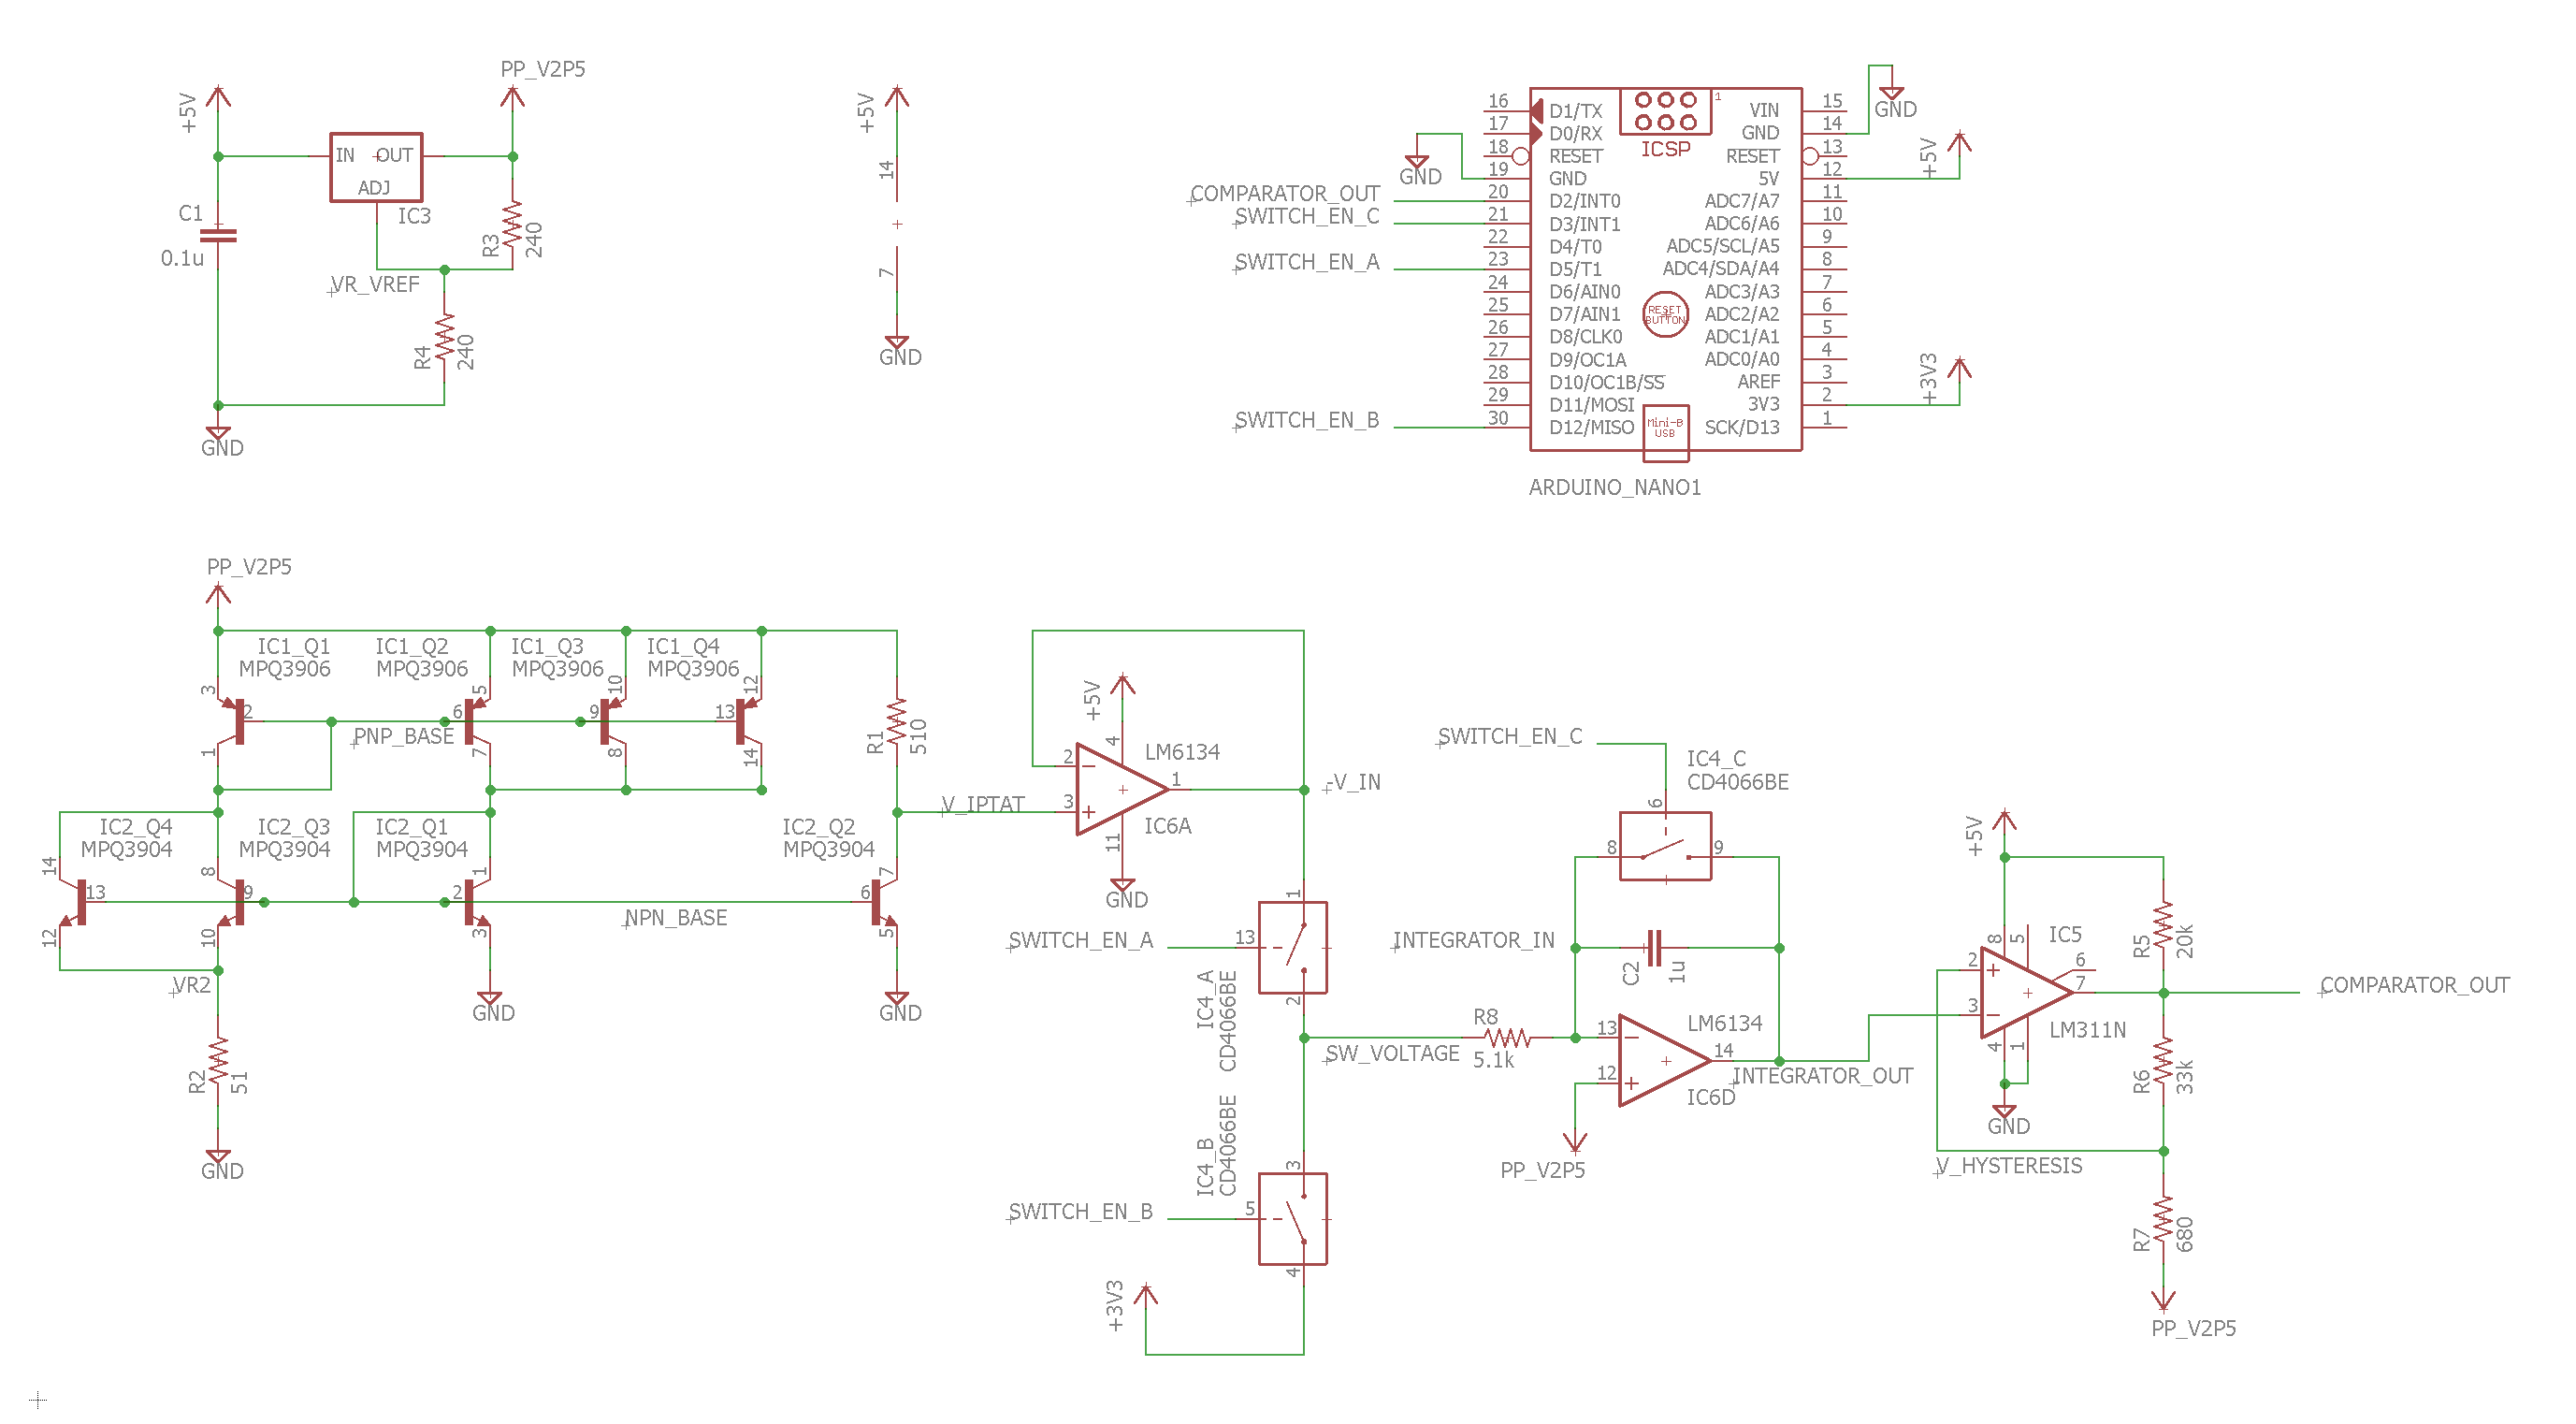 +5V
PP_V2P5
IN OUT
ADJ
IC3
C1
0.1u
R3
240
VR_VREF
R4
240
GND
+5V
14
7
GND
ARDUINO_NANO1
ICSP
1
16 D1/TX
17 D0/RX
18 RESET
19 GND
20 D2/INT0
21 D3/INT1
22 D4/T0
23 D5/T1
24 D6/AIN0
25 D7/AIN1
26 D8/CLK0
27 D9/OC1A
28 D10/OC1B/SS
29 D11/MOSI
30 D12/MISO
VIN 15
GND 14
RESET 13
5V 12
ADC7/A7 11
ADC6/A6 10
ADC5/SCL/A5 9
ADC4/SDA/A4 8
ADC3/A3 7
ADC2/A2 6
ADC1/A1 5
ADC0/A0 4
AREF 3
3V3 2
SCK/D13 1
RESET
BUTTON
Mini-B
USB
GND
COMPARATOR_OUT
SWITCH_EN_C
SWITCH_EN_A
SWITCH_EN_B
GND
+5V
+3V3
PP_V2P5
IC1_Q1
MPQ3906
3
2
1
IC1_Q2
MPQ3906
5
6
7
IC1_Q3
MPQ3906
10
9
8
IC1_Q4
MPQ3906
12
13
14
PNP_BASE
R1
510
IC2_Q4
MPQ3904
14
13
12
IC2_Q3
MPQ3904
8
9
10
IC2_Q1
MPQ3904
1
2
3
IC2_Q2
MPQ3904
7
6
5
NPN_BASE
VR2
R2
51
GND
GND
GND
V_IPTAT
+5V
4
2
3
1
11
LM6134
IC6A
GND
-V_IN
SWITCH_EN_A
13
1
2
IC4_A
CD4066BE
SW_VOLTAGE
SWITCH_EN_B
5
3
4
IC4_B
CD4066BE
+3V3
SWITCH_EN_C
IC4_C
CD4066BE
6
8
9
INTEGRATOR_IN
C2
1u
R8
5.1k
13
12
14
LM6134
IC6D
PP_V2P5
INTEGRATOR_OUT
+5V
8
5
IC5
2
3
6
7
4
1
LM311N
GND
R5
20k
COMPARATOR_OUT
R6
33k
V_HYSTERESIS
R7
680
PP_V2P5